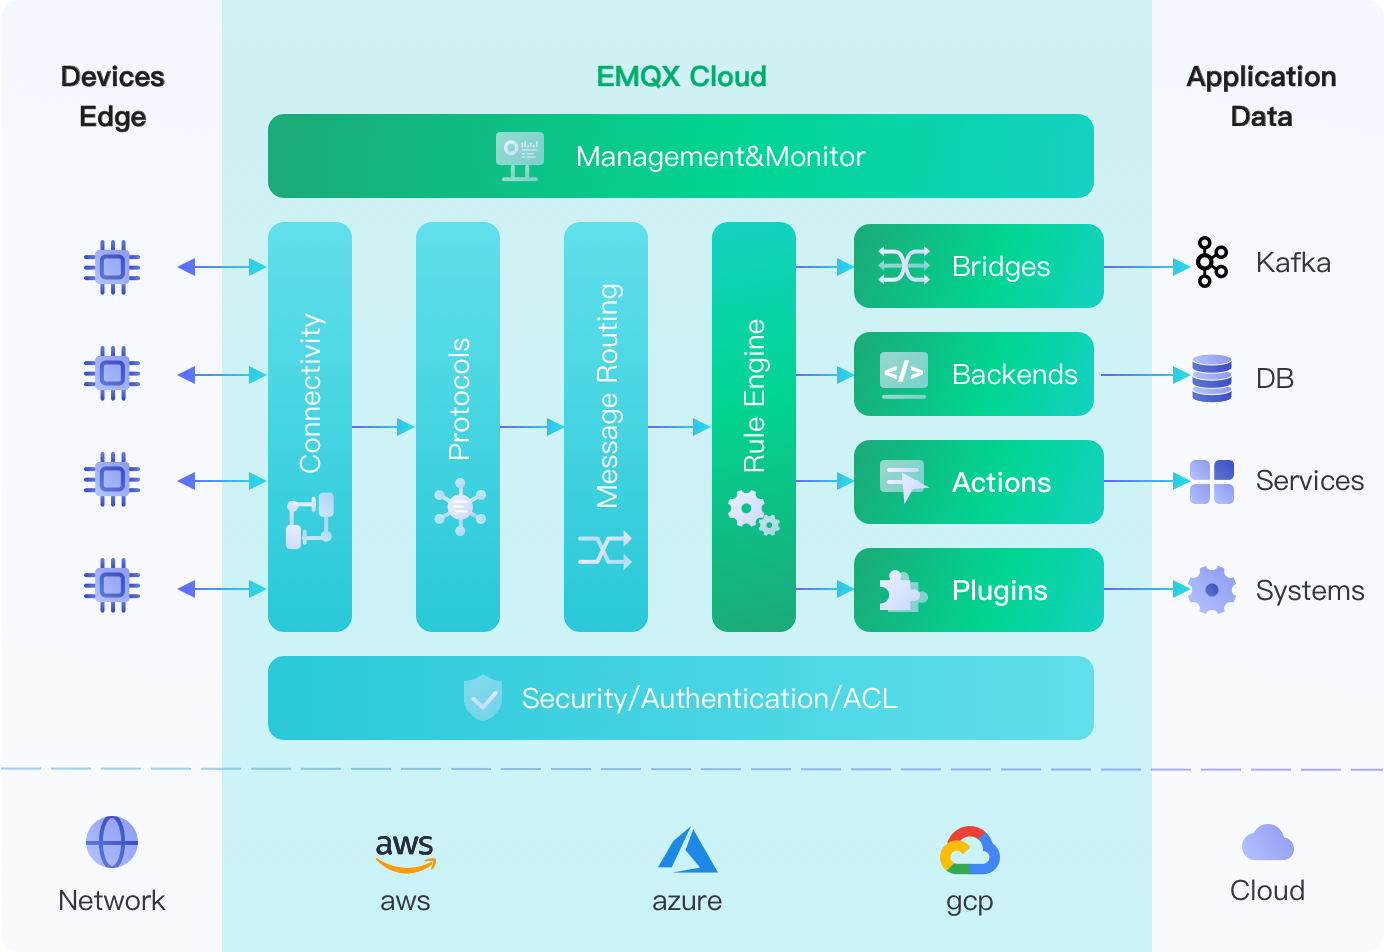 Devices
Edge
EMQX Cloud
Application
Data
Management&Monitor
Connectivity
Protocols
Message Routing
Rule Engine
Bridges
Backends
</>
Actions
Plugins
Kafka
DB
Services
Systems
Security/Authentication/ACL
Network
aws
aws
azure
gcp
Cloud